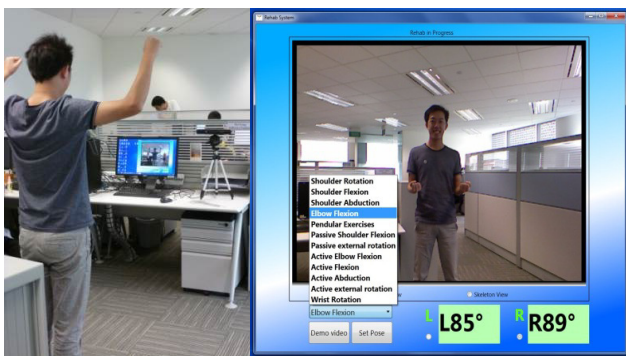 Rehab System
Rehab in Progress
Shoulder Rotation
Shoulder Flexion
Shoulder Abduction
Elbow Flexion
Pendular Exercises
Passive Shoulder Flexion
Passive external rotation
Active Elbow Flexion
Active Flexion
Active Abduction
Active external rotation
Wrist Rotation
Skeleton View
Elbow Flexion
Demo video
Set Pose
L
L85°
R
R89°